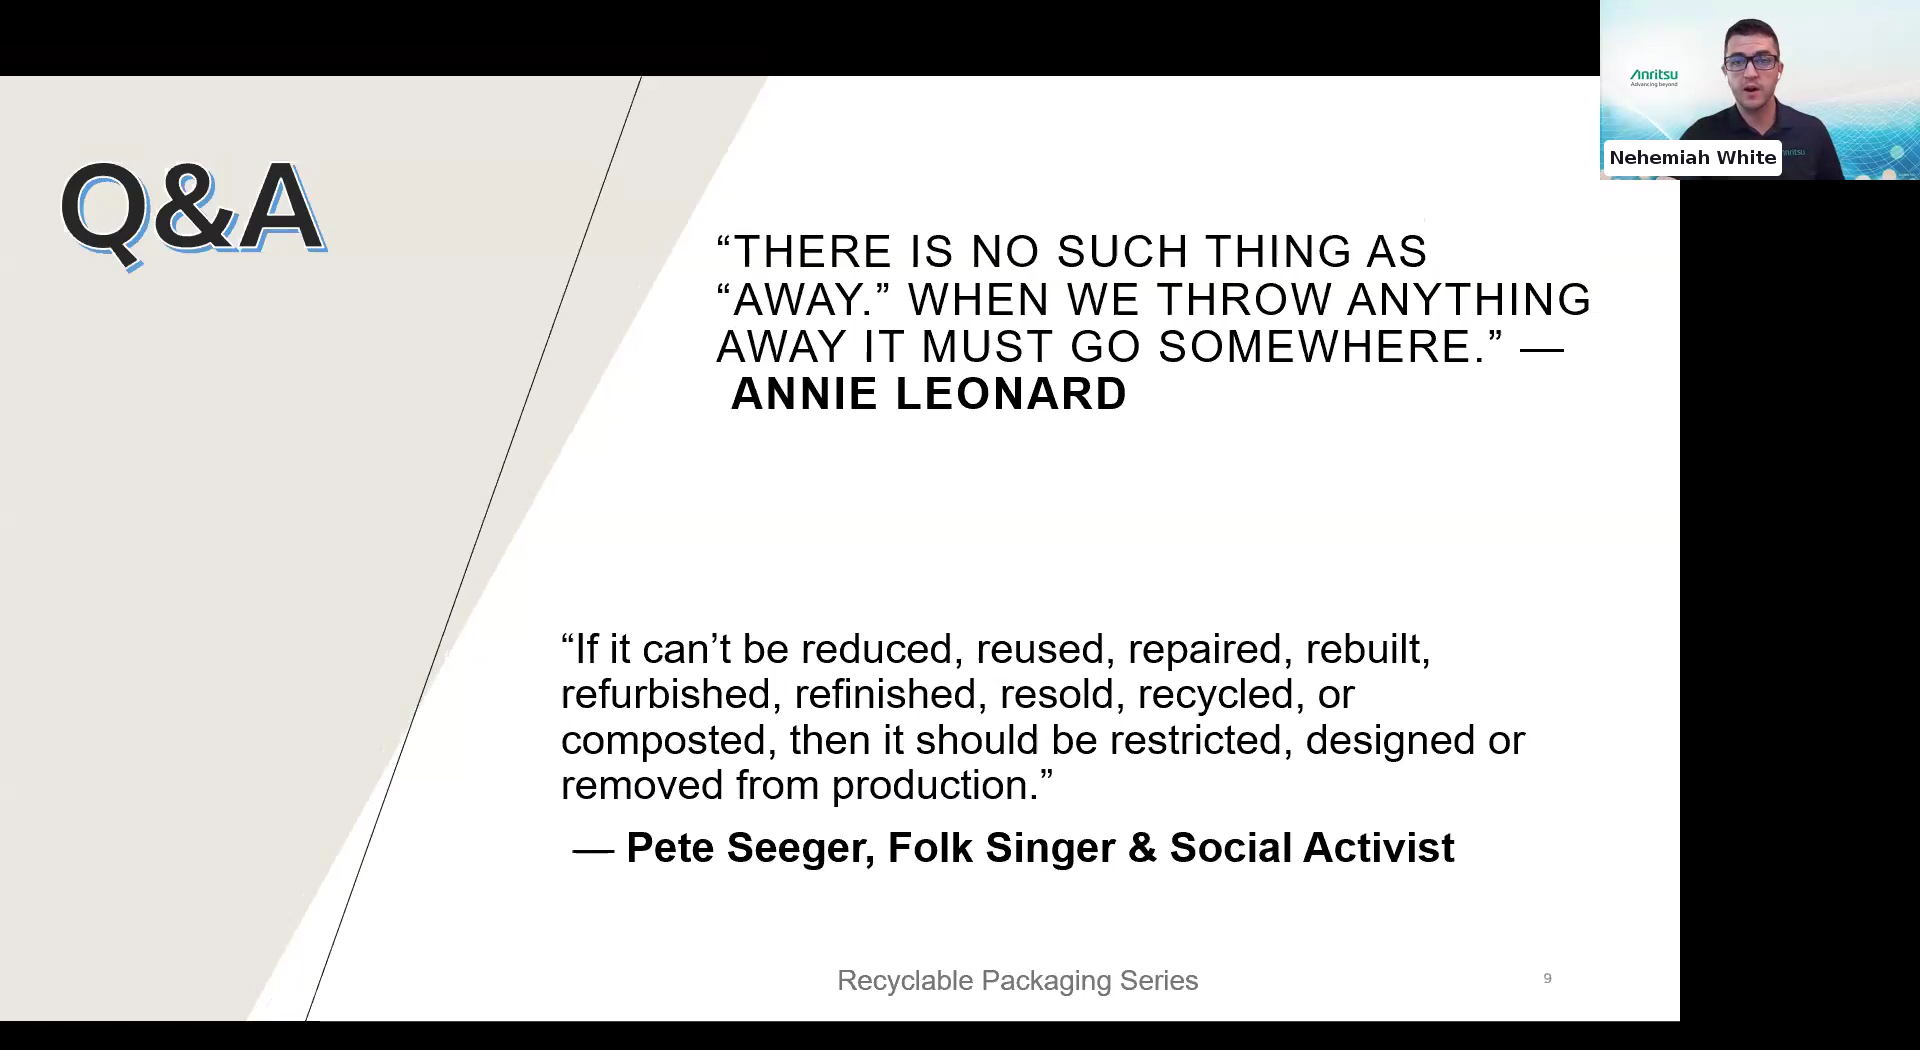 Q&A
“THERE IS NO SUCH THING AS
“AWAY.” WHEN WE THROW ANYTHING
AWAY IT MUST GO SOMEWHERE.” —
ANNIE LEONARD
“If it can’t be reduced, reused, repaired, rebuilt,
refurbished, refinished, resold, recycled, or
composted, then it should be restricted, designed or
removed from production.”
— Pete Seeger, Folk Singer & Social Activist
Recyclable Packaging Series
9
Anritsu
Advancing beyond
Nehemiah White